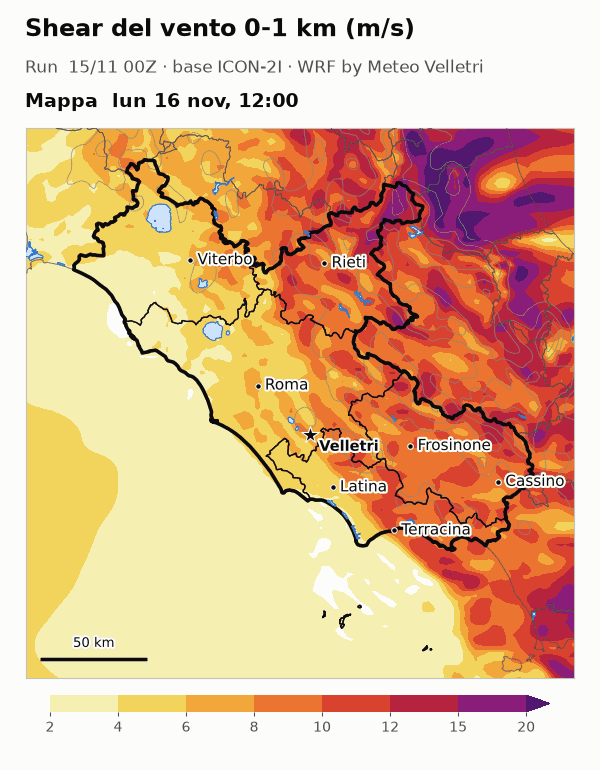 Shear del vento 0-1 km (m/s)
Run  15/11 00Z · base ICON-2I · WRF by Meteo Velletri
Mappa  lun 16 nov, 12:00
Viterbo
Rieti
Roma
Velletri
Frosinone
Cassino
Latina
Terracina
50 km
2 4 6 8 10 12 15 20